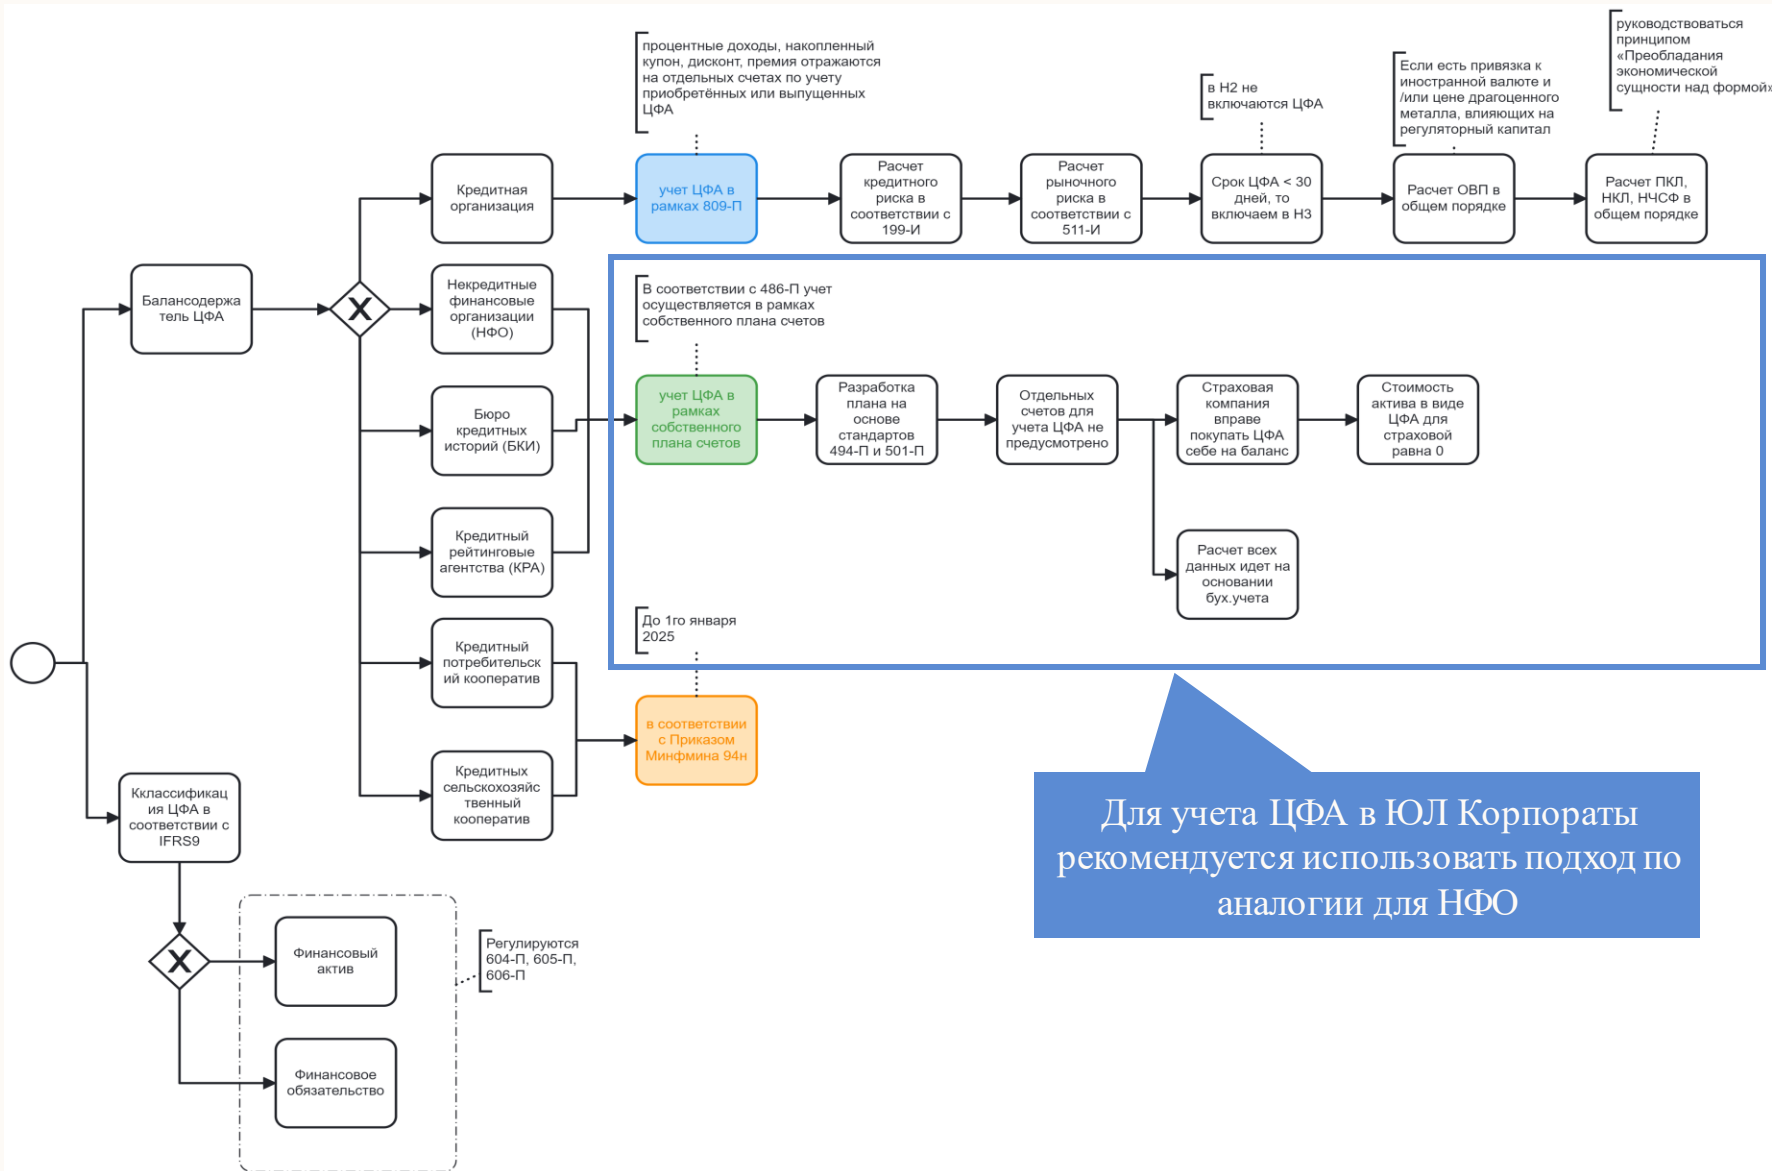 процентные доходы, накопленный
купон, дисконт, премия отражаются
на отдельных счетах по учету
приобретённых или выпущенных
ЦФА
в Н2 не
включаются ЦФА
Если есть привязка к
иностранной валюте и
/или цене драгоценного
металла, влияющих на
регуляторный капитал
руководствоваться
принципом
«Преобладания
экономической
сущности над формой»
Кредитная
организация
учет ЦФА в
рамках 809-П
Расчет
кредитного
риска в
соответствии с
199-И
Расчет
рыночного
риска в
соответствии с
511-И
Срок ЦФА < 30
дней, то
включаем в Н3
Расчет ОВП в
общем порядке
Расчет ПКЛ,
НКЛ, НЧСФ в
общем порядке
Балансодержа
тель ЦФА
X
Некредитные
финансовые
организации
(НФО)
В соответствии с 486-П учет
осуществляется в рамках
собственного плана счетов
Бюро
кредитных
историй (БКИ)
учет ЦФА в
рамках
собственного
плана счетов
Разработка
плана на
основе
стандартов
494-П и 501-П
Отдельных
счетов для
учета ЦФА не
предусмотрено
Страховая
компания
вправе
покупать ЦФА
себе на баланс
Стоимость
актива в виде
ЦФА для
страховой
равна 0
Кредитный
рейтинговые
агентства (КРА)
Расчет всех
данных идет на
основании
бух.учета
До 1го января
2025
Кредитный
потребительск
ий кооператив
в соответствии
с Приказом
Минфмина 94н
Кредитных
сельскохозяйс
твенный
кооператив
Ккласcификац
ия ЦФА в
соответствии с
IFRS9
Для учета ЦФА в ЮЛ Корпораты
рекомендуется использовать подход по
аналогии для НФО
X
Финансовый
актив
Регулируются
604-П, 605-П,
606-П
Финансовое
обязательство